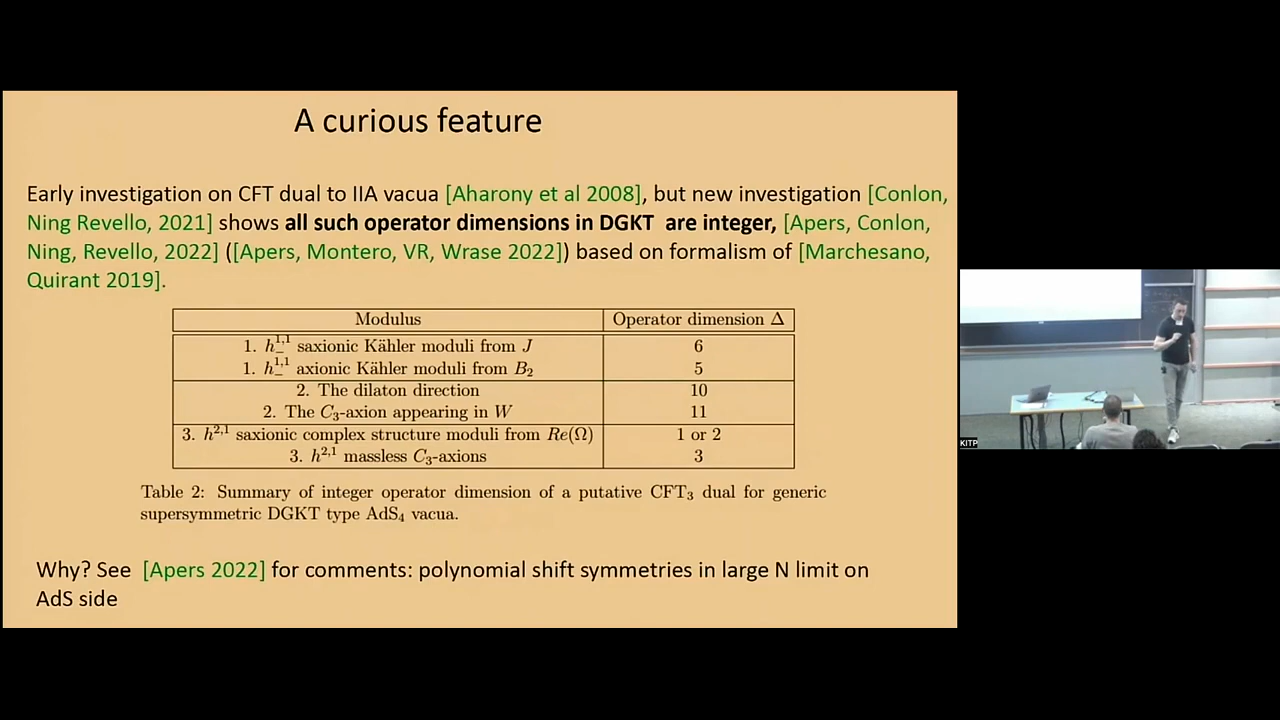 A curious feature
Early investigation on CFT dual to IIA vacua [Aharony et al 2008], but new investigation [Conlon,
Ning Revello, 2021] shows all such operator dimensions in DGKT are integer, [Apers, Conlon,
Ning, Revello, 2022] ([Apers, Montero, VR, Wrase 2022]) based on formalism of [Marchesano,
Quirant 2019].
Modulus Operator dimension Δ
1. h^{1,1}_- saxionic Kähler moduli from J 6
1. h^{1,1}_- axionic Kähler moduli from B₂ 5
2. The dilaton direction 10
2. The C₃-axion appearing in W 11
3. h^{2,1} saxionic complex structure moduli from Re(Ω) 1 or 2
3. h^{2,1} massless C₃-axions 3
Table 2: Summary of integer operator dimension of a putative CFT₃ dual for generic
supersymmetric DGKT type AdS₄ vacua.
Why? See [Apers 2022] for comments: polynomial shift symmetries in large N limit on
AdS side
KITP